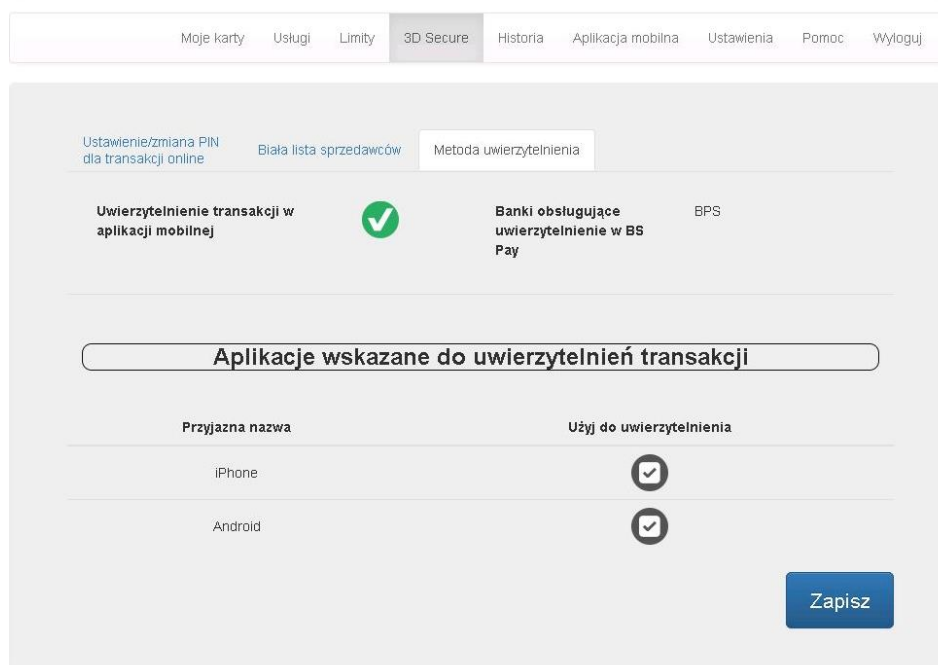 Moje karty Usługi Limity 3D Secure Historia Aplikacja mobilna Ustawienia Pomoc Wyloguj
Ustawienie/zmiana PIN
dla transakcji online
Biała lista sprzedawców
Metoda uwierzytelnienia
Uwierzytelnienie transakcji w
aplikacji mobilnej
Banki obsługujące
uwierzytelnienie w BS
Pay
BPS
Aplikacje wskazane do uwierzytelnień transakcji
Przyjazna nazwa Użyj do uwierzytelnienia
iPhone
Android
Zapisz